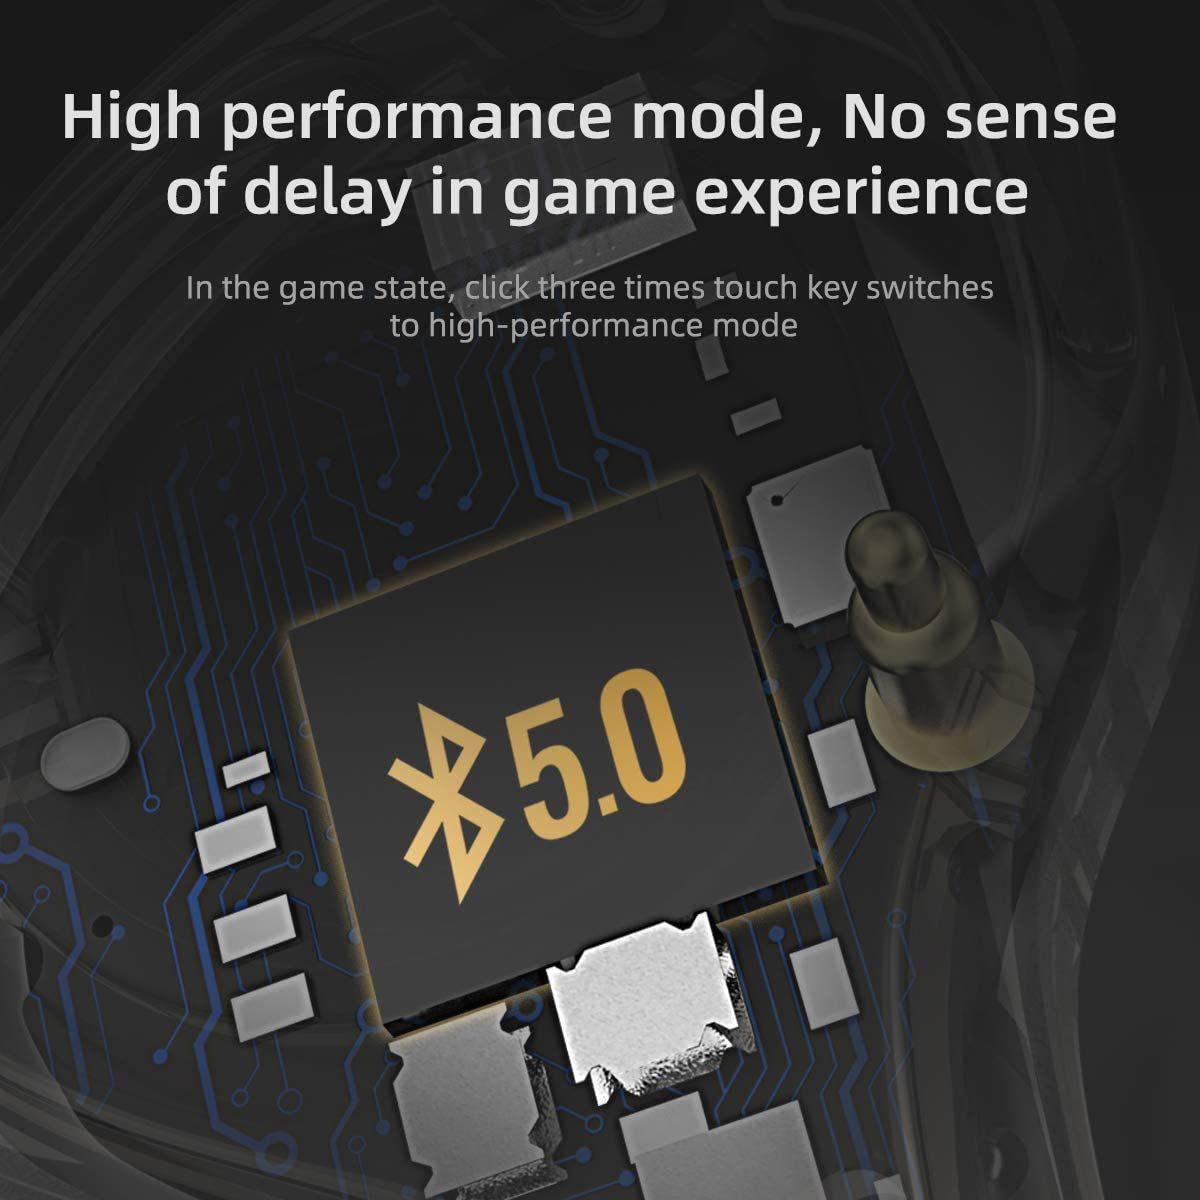 High performance mode, No sense
of delay in game experience
In the game state, click three times touch key switches
to high-performance mode
5.0